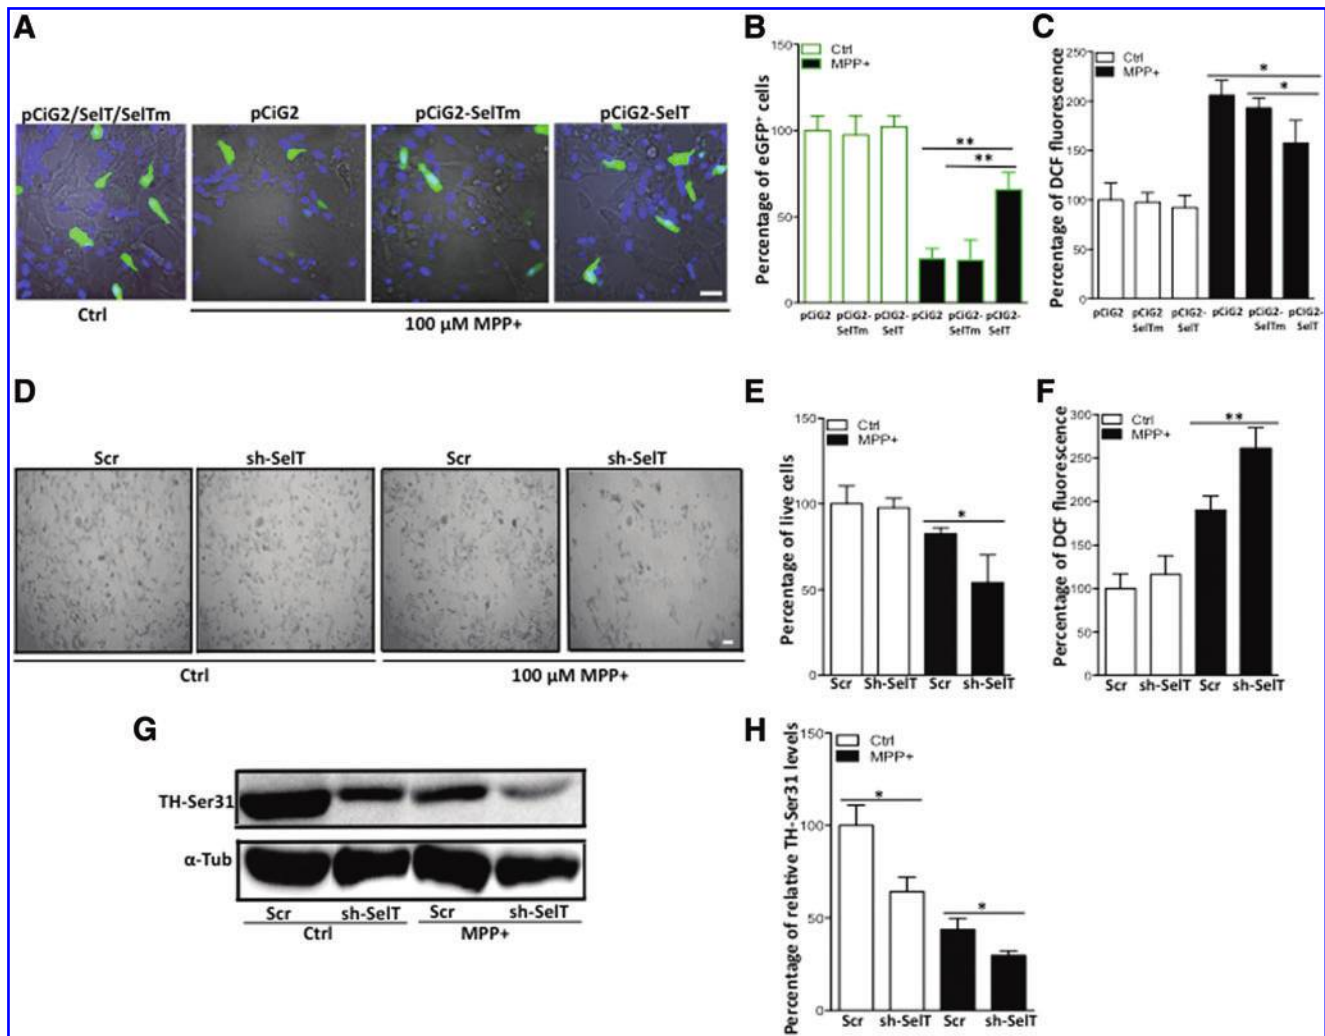 A
pCiG2/SelT/SelTm
pCiG2
pCiG2-SelTm
pCiG2-SelT
Ctrl
100 µM MPP+
B
Percentage of eGFP⁺ cells
150
100
50
0
Ctrl
MPP+
**
**
pCiG2
pCiG2-
SelTm
pCiG2-
SelT
pCiG2
pCiG2-
SelTm
pCiG2-
SelT
C
Percentage of DCF fluorescence
250
200
150
100
50
0
Ctrl
MPP+
*
*
pCiG2
pCiG2
SelTm
pCiG2-
SelT
pCiG2
pCiG2-
SelTm
pCiG2-
SelT
D
Scr
sh-SelT
Scr
sh-SelT
Ctrl
100 µM MPP+
E
Percentage of live cells
150
100
50
0
Ctrl
MPP+
*
Scr
Sh-SelT
Scr
sh-SelT
F
Percentage of DCF fluorescence
300
250
200
150
100
50
0
Ctrl
MPP+
**
Scr
sh-SelT
Scr
sh-SelT
G
TH-Ser31
α-Tub
Scr
sh-SelT
Scr
sh-SelT
Ctrl
MPP+
H
Percentage of relative TH-Ser31 levels
150
100
50
0
Ctrl
MPP+
*
*
Scr
sh-SelT
Scr
sh-SelT